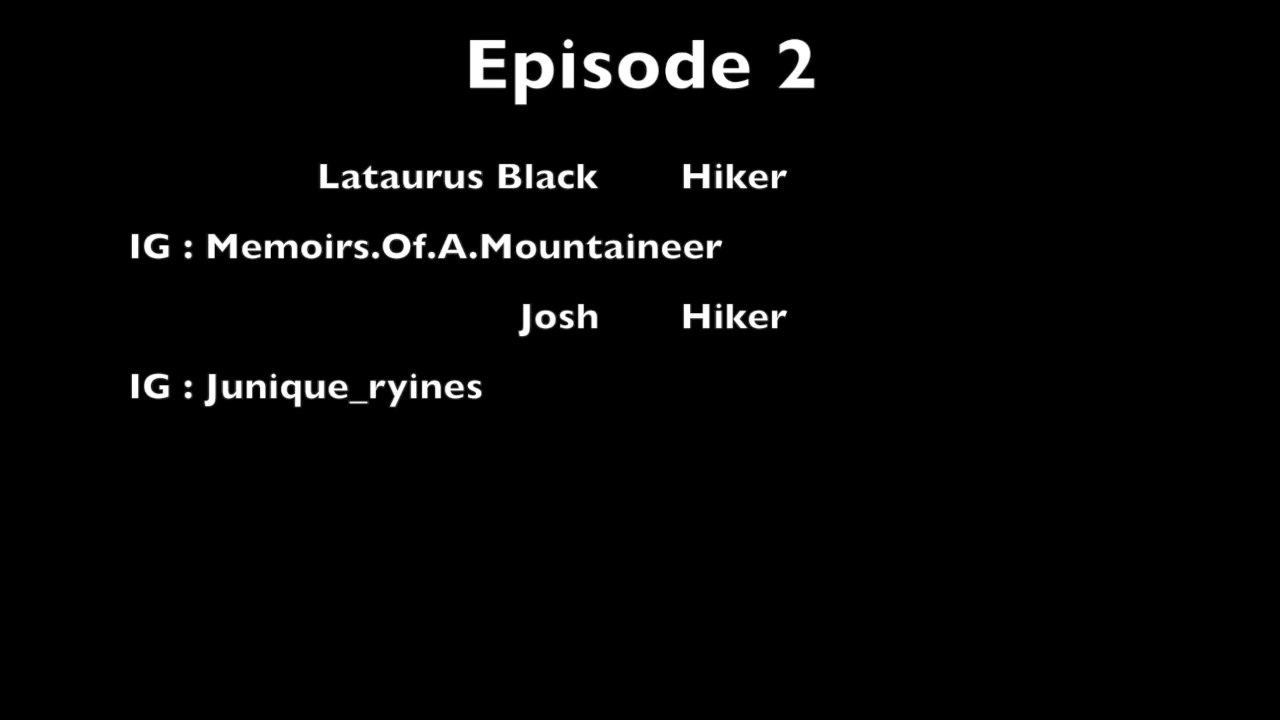 Episode 2
Lataurus Black Hiker
IG : Memoirs.Of.A.Mountaineer
Josh Hiker
IG : Junique_ryines